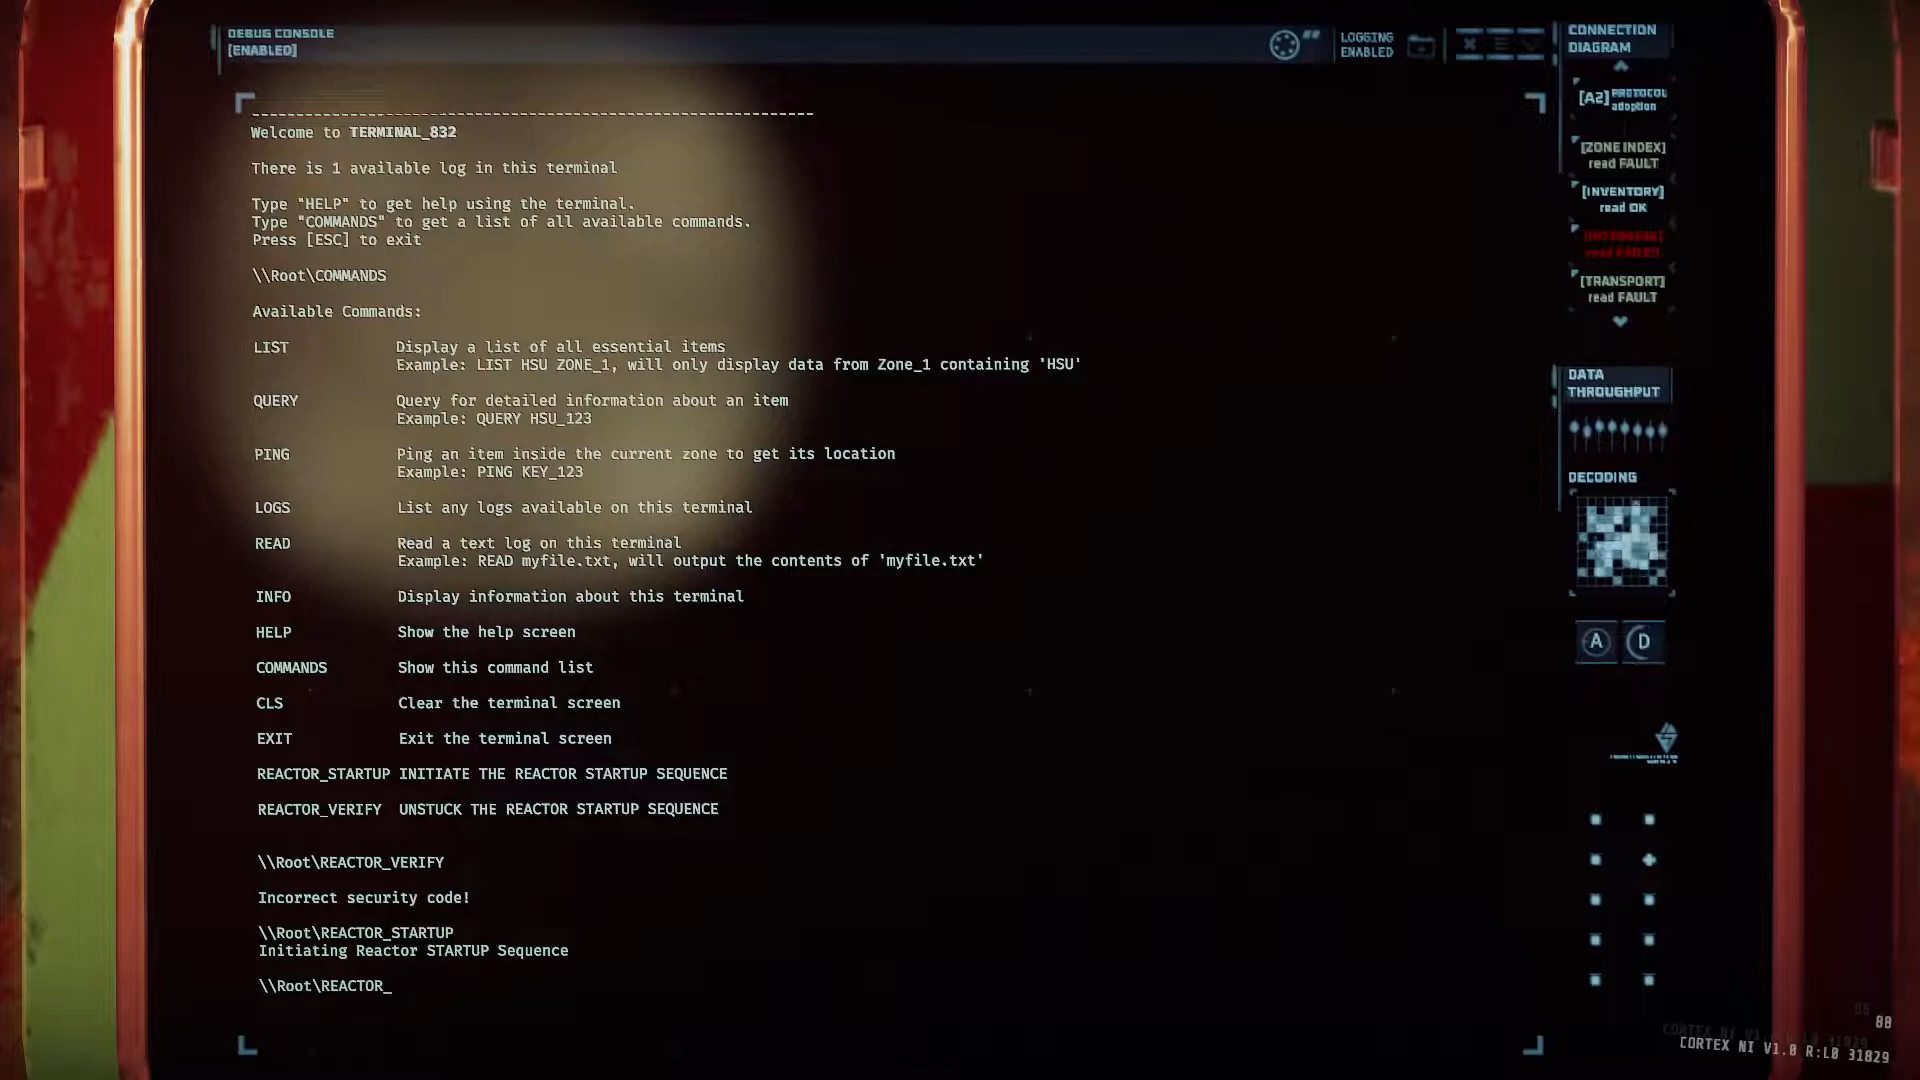 DEBUG CONSOLE
[ENABLED]
LOGGING
ENABLED
------------------------------------------------------------
Welcome to TERMINAL_832
There is 1 available log in this terminal
Type "HELP" to get help using the terminal.
Type "COMMANDS" to get a list of all available commands.
Press [ESC] to exit
\\Root\COMMANDS
Available Commands:
LIST Display a list of all essential items
Example: LIST HSU ZONE_1, will only display data from Zone_1 containing 'HSU'
QUERY Query for detailed information about an item
Example: QUERY HSU_123
PING Ping an item inside the current zone to get its location
Example: PING KEY_123
LOGS List any logs available on this terminal
READ Read a text log on this terminal
Example: READ myfile.txt, will output the contents of 'myfile.txt'
INFO Display information about this terminal
HELP Show the help screen
COMMANDS Show this command list
CLS Clear the terminal screen
EXIT Exit the terminal screen
REACTOR_STARTUP INITIATE THE REACTOR STARTUP SEQUENCE
REACTOR_VERIFY UNSTUCK THE REACTOR STARTUP SEQUENCE
\\Root\REACTOR_VERIFY
Incorrect security code!
\\Root\REACTOR_STARTUP
Initiating Reactor STARTUP Sequence
\\Root\REACTOR_
CONNECTION
DIAGRAM
[A2] PROTOCOL
adoption
[ZONE INDEX]
read FAULT
[INVENTORY]
read OK
read FAILED
[TRANSPORT]
read FAULT
DATA
THROUGHPUT
DECODING
A D
88
CORTEX NI V1.0 R:L0 31829